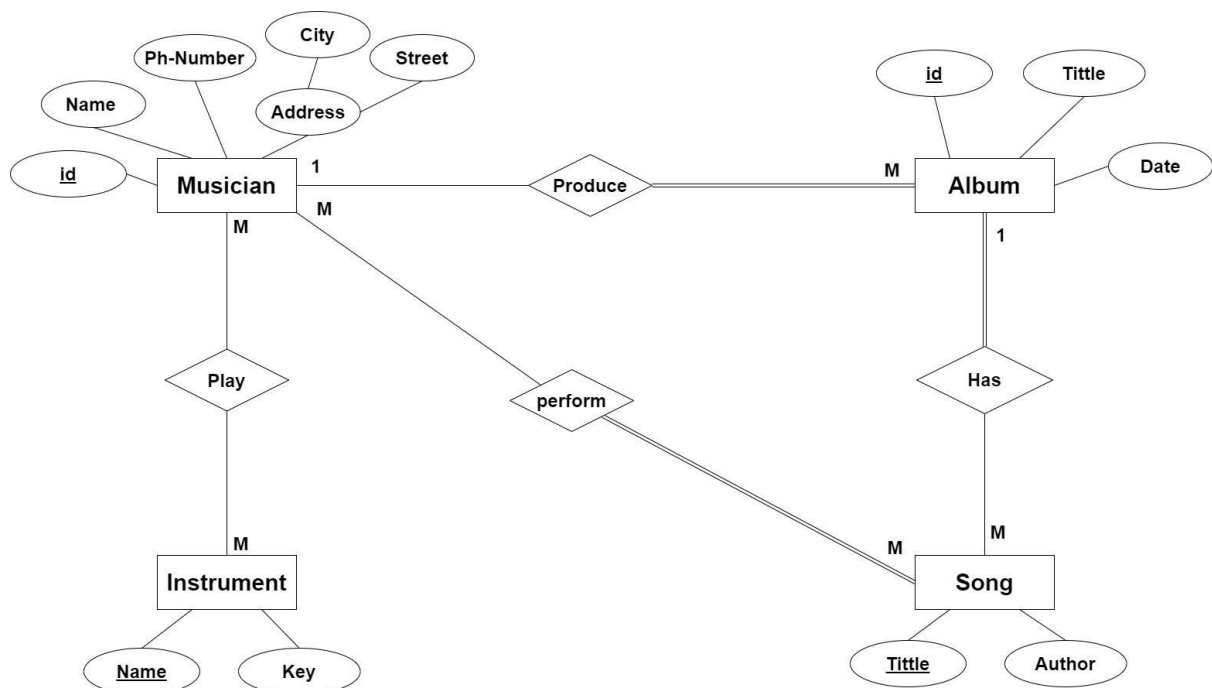 City
Ph-Number
Street
id
Tittle
Name
Address
Date
id
Musician
1
Produce
M
Album
M
M
1
Play
perform
Has
M
M
M
Instrument
Song
Name
Key
Tittle
Author